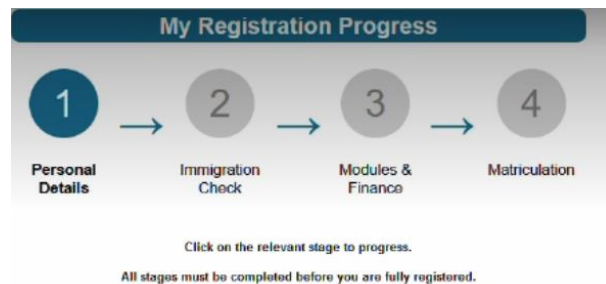 My Registration Progress
1
2
3
4
Personal
Details
Immigration
Check
Modules &
Finance
Matriculation
Click on the relevant stage to progress.
All stages must be completed before you are fully registered.